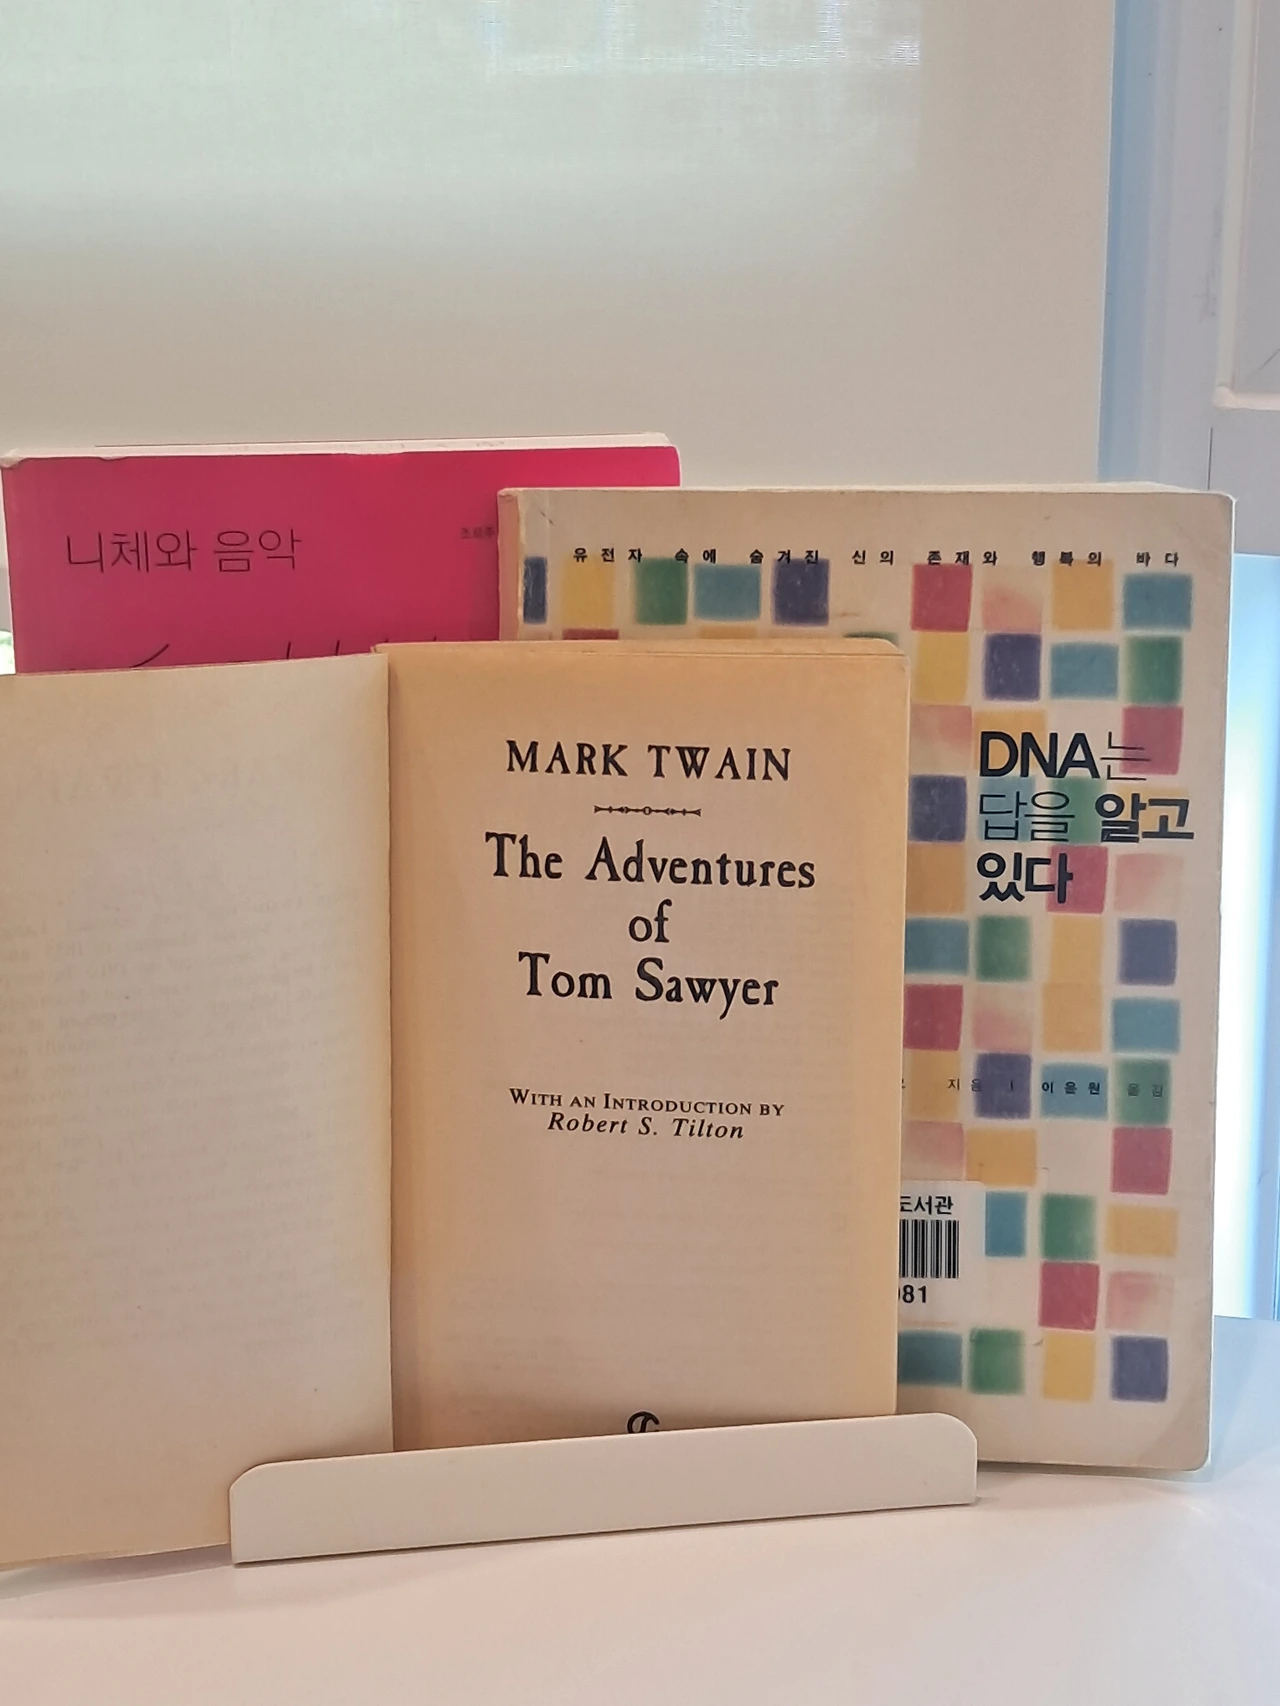 니체와 음악
유전자 속에 숨겨진 신의 존재와 행복의 바다
DNA는
답을 알고
있다
지음 | 이윤원 옮김
도서관
081
MARK TWAIN
The Adventures
of
Tom Sawyer
WITH AN INTRODUCTION BY
Robert S. Tilton